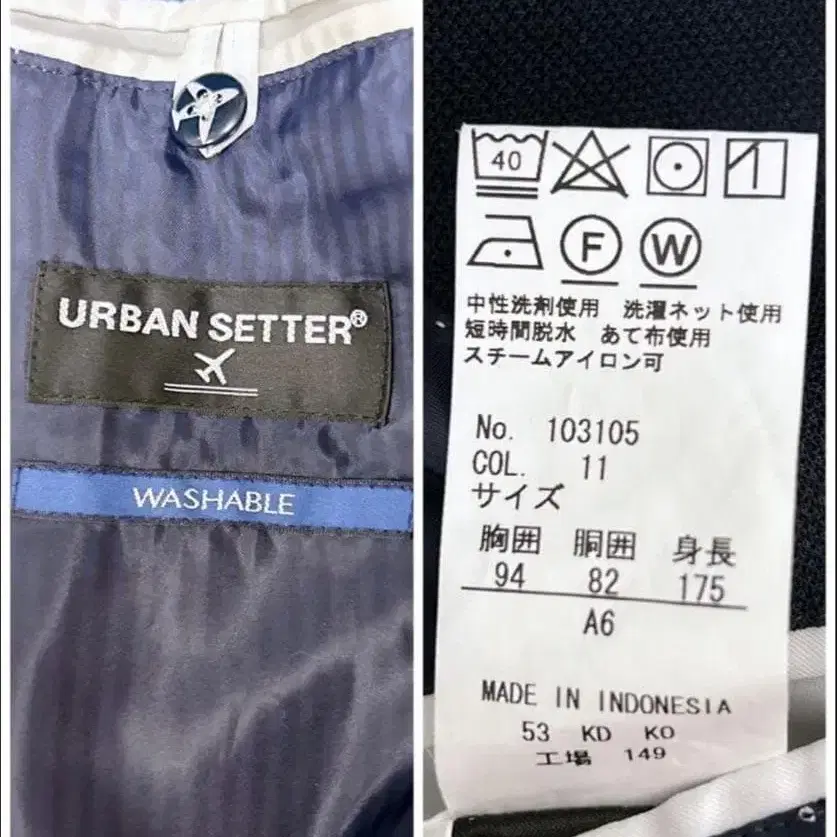 URBAN SETTER®
WASHABLE
40
F W
中性洗剤使用 洗濯ネット使用
短時間脱水 あて布使用
スチームアイロン可
No. 103105
COL. 11
サイズ
胸囲 胴囲 身長
94 82 175
A6
MADE IN INDONESIA
53 KD KO
工場 149